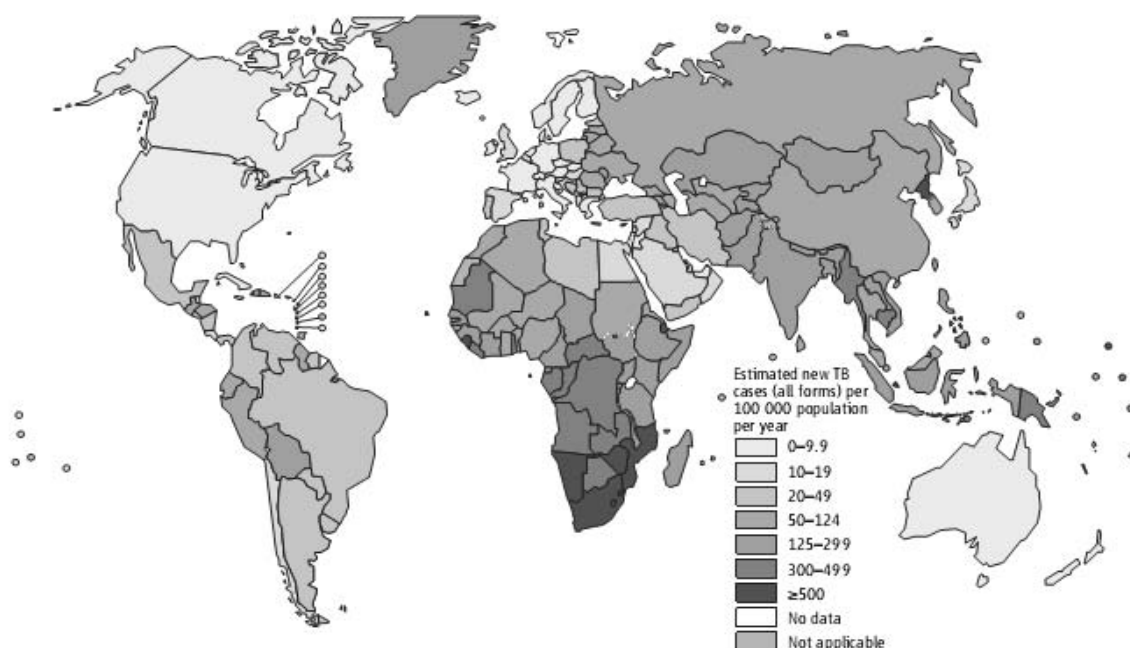 Estimated new TB
cases (all forms) per
100 000 population
per year
0–9.9
10–19
20–49
50–124
125–299
300–499
≥500
No data
Not applicable